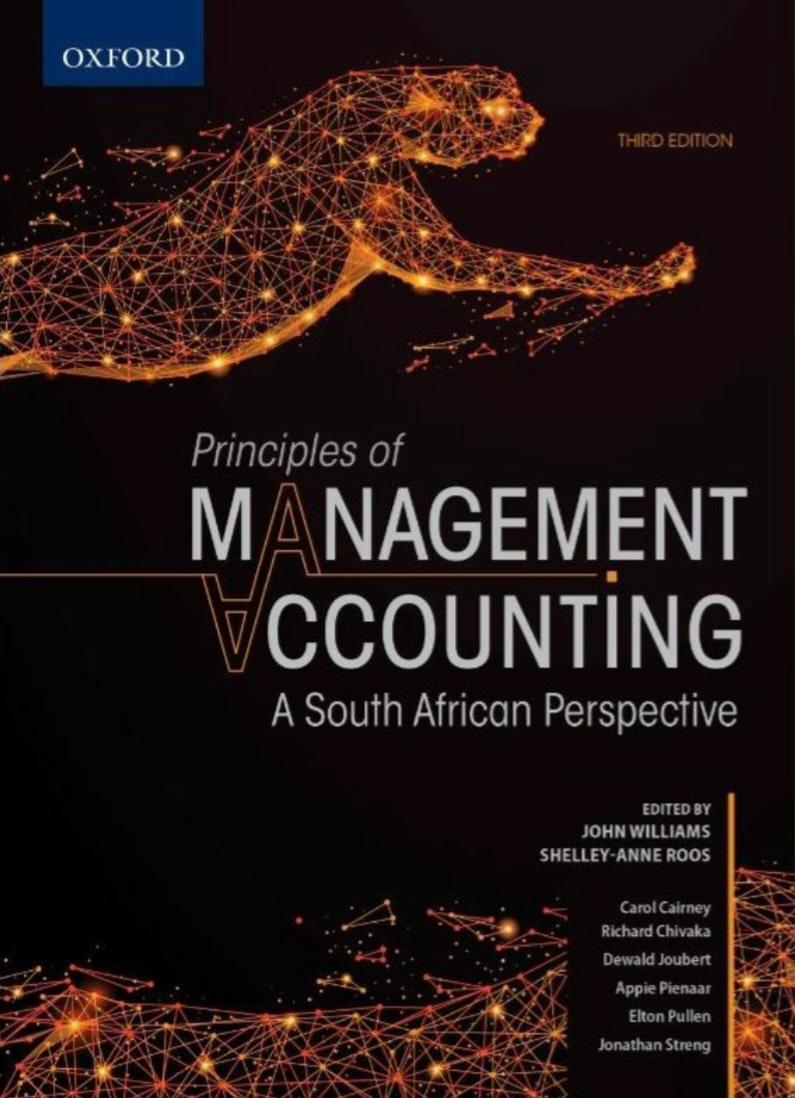 OXFORD
THIRD EDITION
Principles of
MANAGEMENT
ACCOUNTING
A South African Perspective
EDITED BY
JOHN WILLIAMS
SHELLEY-ANNE ROOS
Carol Cairney
Richard Chivaka
Dewald Joubert
Appie Pienaar
Elton Pullen
Jonathan Streng